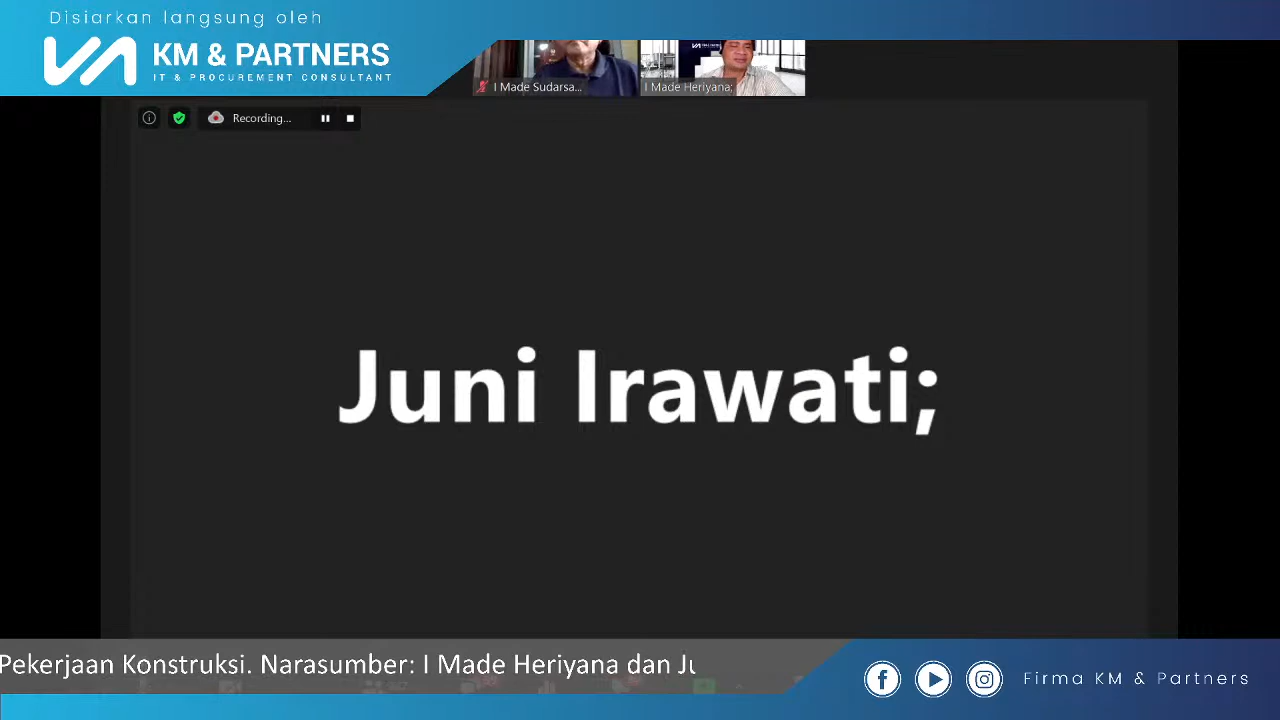 Disiarkan langsung oleh
KM & PARTNERS
IT & PROCUREMENT CONSULTANT
I Made Sudarsa...
I Made Heriyana;
Recording...
Juni Irawati;
Pekerjaan Konstruksi. Narasumber: I Made Heriyana dan Ju
Firma KM & Partners